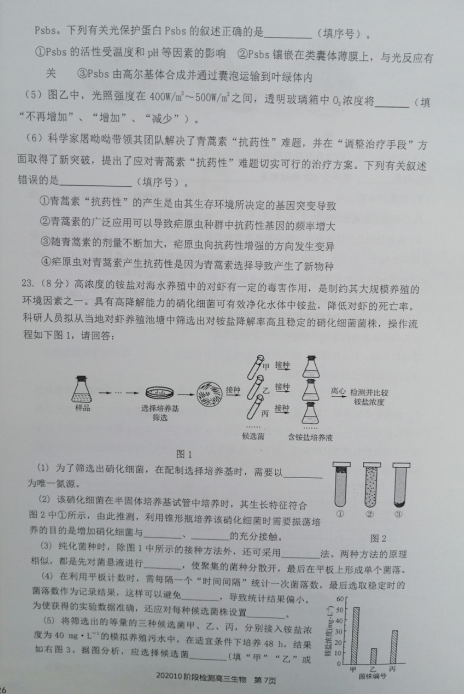 Psbs。下列有关光保护蛋白 Psbs 的叙述正确的是________（填序号）。
①Psbs 的活性受温度和 pH 等因素的影响 ②Psbs 镶嵌在类囊体薄膜上，与光反应有
关 ③Psbs 由高尔基体合成并通过囊泡运输到叶绿体内
（5）图乙中，光照强度在 400W/m²～500W/m²之间，透明玻璃箱中 O₂浓度将______（填
“不再增加”、“增加”、“减少”）。
（6）科学家屠呦呦带领其团队解决了青蒿素“抗药性”难题，并在“调整治疗手段”方
面取得了新突破，提出了应对青蒿素“抗药性”难题切实可行的治疗方案。下列有关叙述
错误的是____________（填序号）。
①青蒿素“抗药性”的产生是由其生存环境所决定的基因突变导致
②青蒿素的广泛应用可以导致疟原虫种群中抗药性基因的频率增大
③随青蒿素的剂量不断加大，疟原虫向抗药性增强的方向发生变异
④疟原虫对青蒿素产生抗药性是因为青蒿素选择导致产生了新物种
23.（8 分）高浓度的铵盐对海水养殖中的对虾有一定的毒害作用，是制约其大规模养殖的
环境因素之一。具有高降解能力的硝化细菌可有效净化水体中铵盐，降低对虾的死亡率。
科研人员拟从当地对虾养殖池塘中筛选出对铵盐降解率高且稳定的硝化细菌菌株，操作流
程如下图 1，请回答：
样品
选择培养基
筛选
接种
甲 接种
乙 接种
丙 接种
候选菌
含铵盐培养液
离心 检测并比较
铵盐浓度
图 1
（1）为了筛选出硝化细菌，在配制选择培养基时，需要以________
为唯一氮源。
（2）该硝化细菌在半固体培养基试管中培养时，其生长特征符合
图 2 中①所示，由此推测，利用锥形瓶培养该硝化细菌时需要振荡培
养的目的是增加硝化细菌与________、________的充分接触。
① ② ③
图 2
（3）纯化菌种时，除图 1 中所示的接种方法外，还可采用________法。两种方法的原理
相似，都是先对菌液进行________，使聚集的菌种分散开，最后在平板上形成单个菌落。
（4）在利用平板计数时，需每隔一个“时间间隔”统计一次菌落数，最后选取稳定时的
菌落数作为记录结果，这样可以避免________，导致统计结果偏小。
为使获得的实验数据准确，还应对每种候选菌株设置________。
（5）将筛选出的等量的三种候选菌甲、乙、丙，分别接入铵盐浓
度为 40 mg·L⁻¹的模拟养殖污水中，在适宜条件下培养 48 h，结果
如右图 3。据图分析，应选择候选菌________（填“甲”“乙”或
铵盐浓度(mg·L⁻¹)
60
50
40
30
20
10
0
甲 乙 丙
菌株编号
202010 阶段检测高三生物 第 7页
26